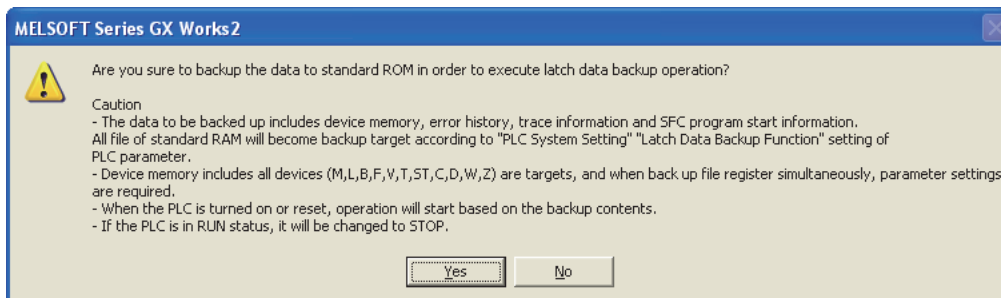 MELSOFT Series GX Works2
Are you sure to backup the data to standard ROM in order to execute latch data backup operation?
Caution
- The data to be backed up includes device memory, error history, trace information and SFC program start information.
All file of standard RAM will become backup target according to "PLC System Setting" "Latch Data Backup Function" setting of
PLC parameter.
- Device memory includes all devices (M,L,B,F,V,T,ST,C,D,W,Z) are targets, and when back up file register simultaneously, parameter settings
are required.
- When the PLC is turned on or reset, operation will start based on the backup contents.
- If the PLC is in RUN status, it will be changed to STOP.
Yes No